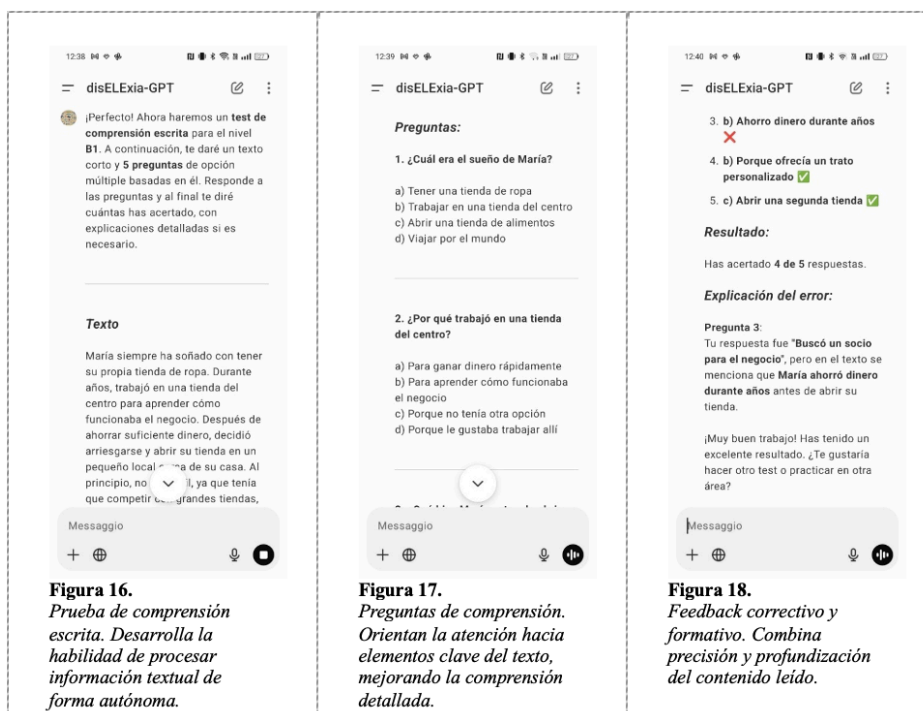 12:38
disELExia-GPT
¡Perfecto! Ahora haremos un test de
comprensión escrita para el nivel
B1. A continuación, te daré un texto
corto y 5 preguntas de opción
múltiple basadas en él. Responde a
las preguntas y al final te diré
cuántas has acertado, con
explicaciones detalladas si es
necesario.
Texto
María siempre ha soñado con tener
su propia tienda de ropa. Durante
años, trabajó en una tienda del
centro para aprender cómo
funcionaba el negocio. Después de
ahorrar suficiente dinero, decidió
arriesgarse y abrir su tienda en un
pequeño local de su casa. Al
principio, no ya que tenía
que competir grandes tiendas,
Messaggio
Figura 16.
Prueba de comprensión
escrita. Desarrolla la
habilidad de procesar
información textual de
forma autónoma.
12:39
disELExia-GPT
Preguntas:
1. ¿Cuál era el sueño de María?
a) Tener una tienda de ropa
b) Trabajar en una tienda del centro
c) Abrir una tienda de alimentos
d) Viajar por el mundo
2. ¿Por qué trabajó en una tienda
del centro?
a) Para ganar dinero rápidamente
b) Para aprender cómo funcionaba
el negocio
c) Porque no tenía otra opción
d) Porque le gustaba trabajar allí
Messaggio
Figura 17.
Preguntas de comprensión.
Orientan la atención hacia
elementos clave del texto,
mejorando la comprensión
detallada.
12:40
disELExia-GPT
3. b) Ahorro dinero durante años
❌
4. b) Porque ofrecía un trato
personalizado ✅
5. c) Abrir una segunda tienda ✅
Resultado:
Has acertado 4 de 5 respuestas.
Explicación del error:
Pregunta 3:
Tu respuesta fue "Buscó un socio
para el negocio", pero en el texto se
menciona que María ahorró dinero
durante años antes de abrir su
tienda.
¡Muy buen trabajo! Has tenido un
excelente resultado. ¿Te gustaría
hacer otro test o practicar en otra
área?
Messaggio
Figura 18.
Feedback correctivo y
formativo. Combina
precisión y profundización
del contenido leído.